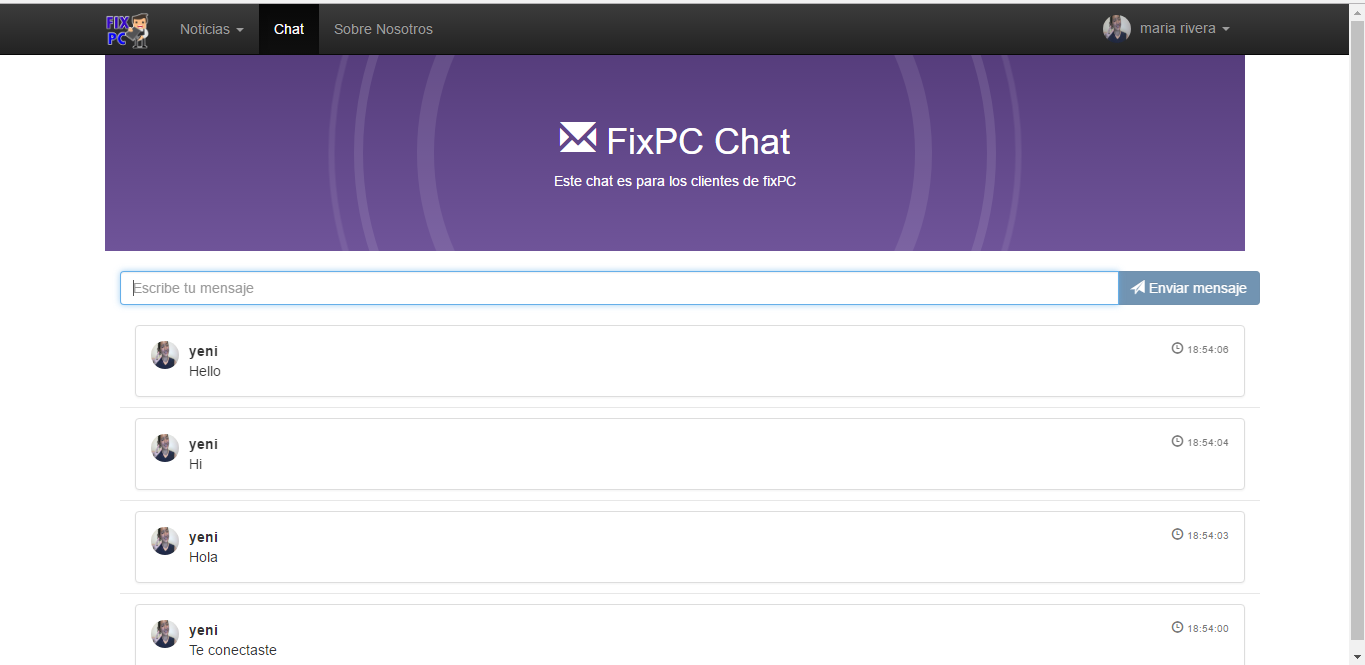 FIX
PC
Noticias
Chat
Sobre Nosotros
maria rivera
FixPC Chat
Este chat es para los clientes de fixPC
Escribe tu mensaje
Enviar mensaje
yeni
18:54:06
Hello
yeni
18:54:04
Hi
yeni
18:54:03
Hola
yeni
18:54:00
Te conectaste